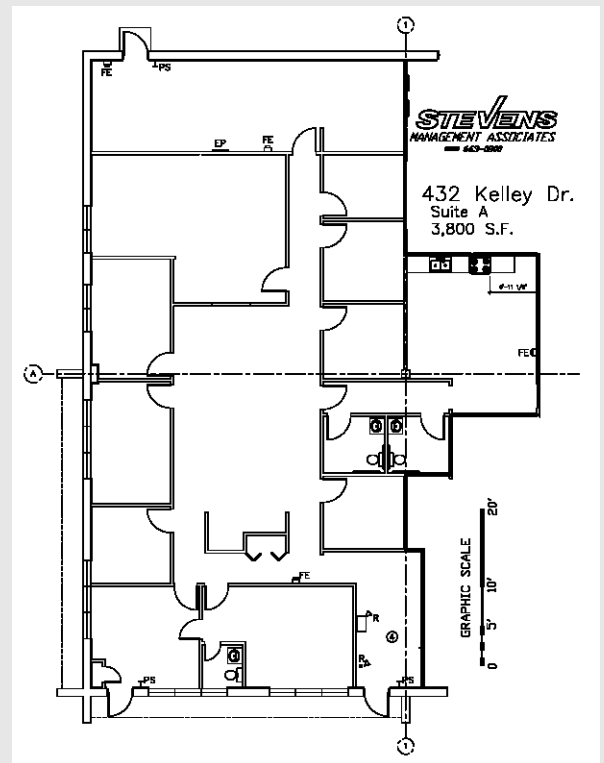 1
FE
PS
STEVENS
MANAGEMENT ASSOCIATES
EP
FE
432 Kelley Dr.
Suite A
3,800 S.F.
FE
A
GRAPHIC SCALE
0
5'
10'
20'
FE
R
4
R
PS
PS
1